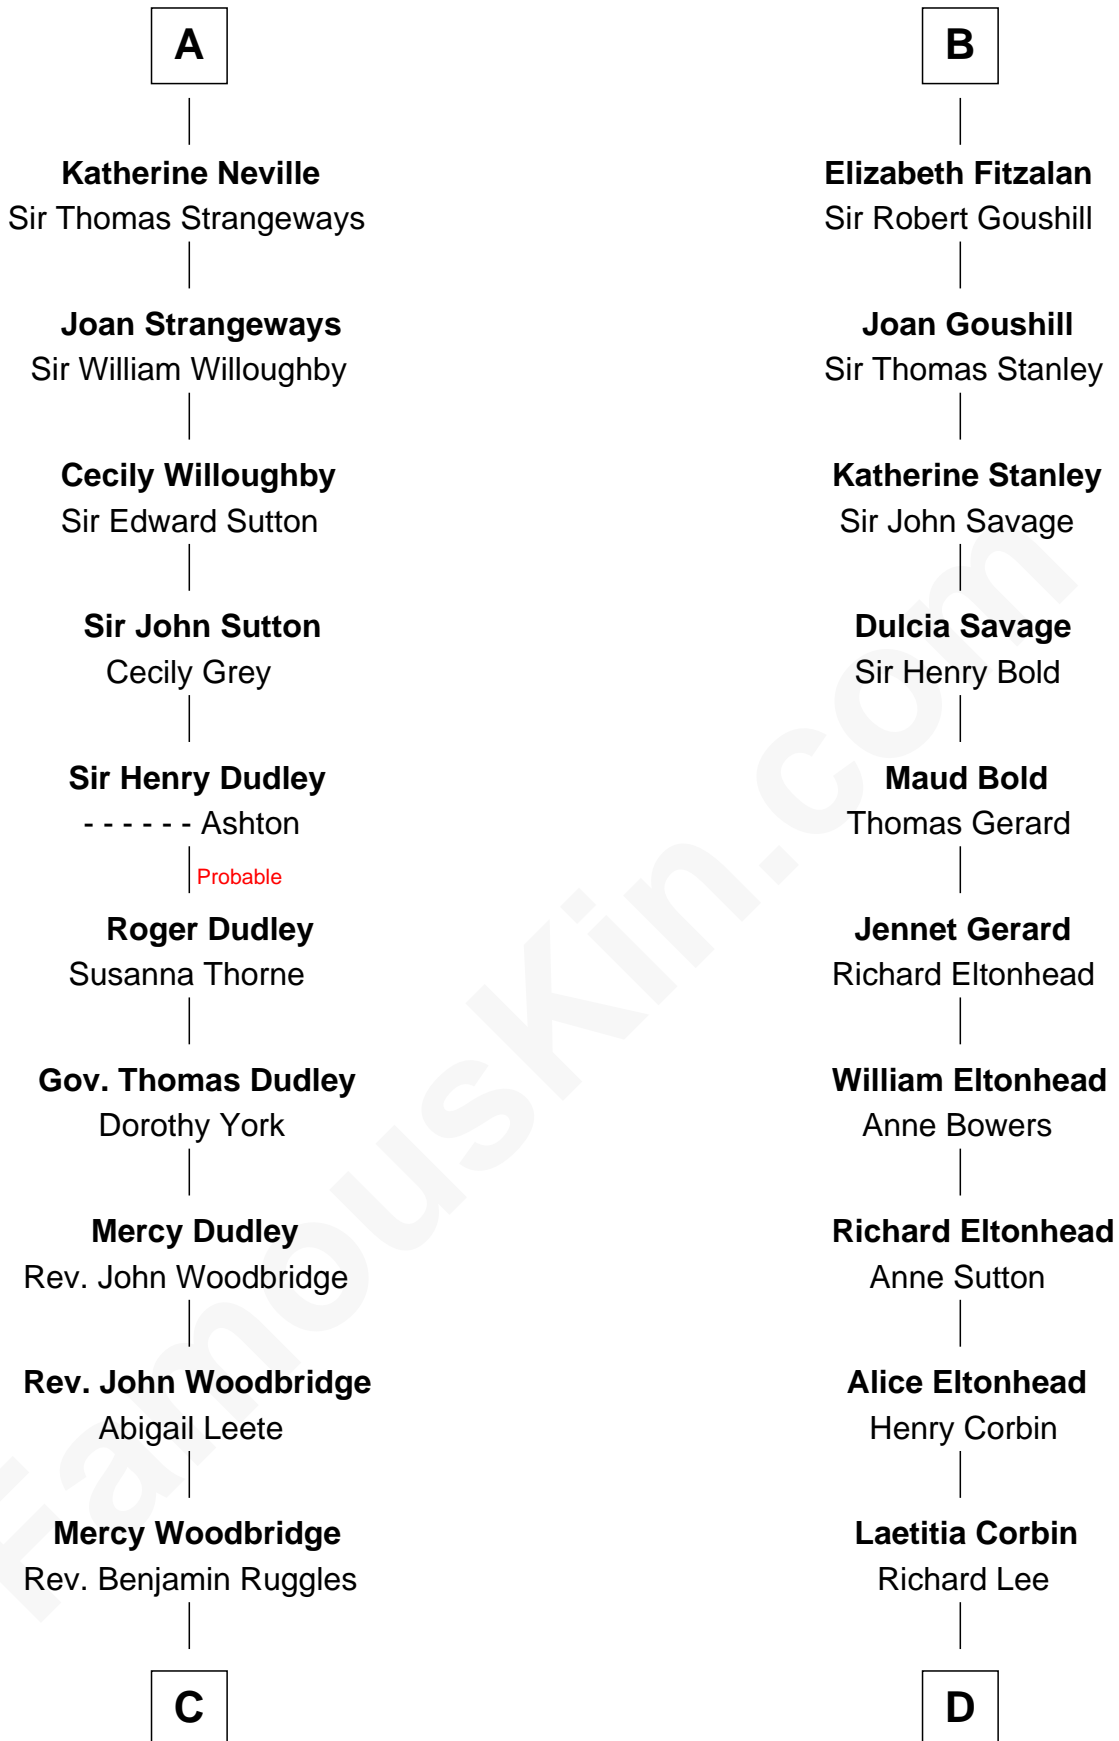 A
Katherine Neville
Sir Thomas Strangeways
Joan Strangeways
Sir William Willoughby
Cecily Willoughby
Sir Edward Sutton
Sir John Sutton
Cecily Grey
Sir Henry Dudley
- - - - - - Ashton
Probable
Roger Dudley
Susanna Thorne
Gov. Thomas Dudley
Dorothy York
Mercy Dudley
Rev. John Woodbridge
Rev. John Woodbridge
Abigail Leete
Mercy Woodbridge
Rev. Benjamin Ruggles
C
B
Elizabeth Fitzalan
Sir Robert Goushill
Joan Goushill
Sir Thomas Stanley
Katherine Stanley
Sir John Savage
Dulcia Savage
Sir Henry Bold
Maud Bold
Thomas Gerard
Jennet Gerard
Richard Eltonhead
William Eltonhead
Anne Bowers
Richard Eltonhead
Anne Sutton
Alice Eltonhead
Henry Corbin
Laetitia Corbin
Richard Lee
D
FamousKin.com